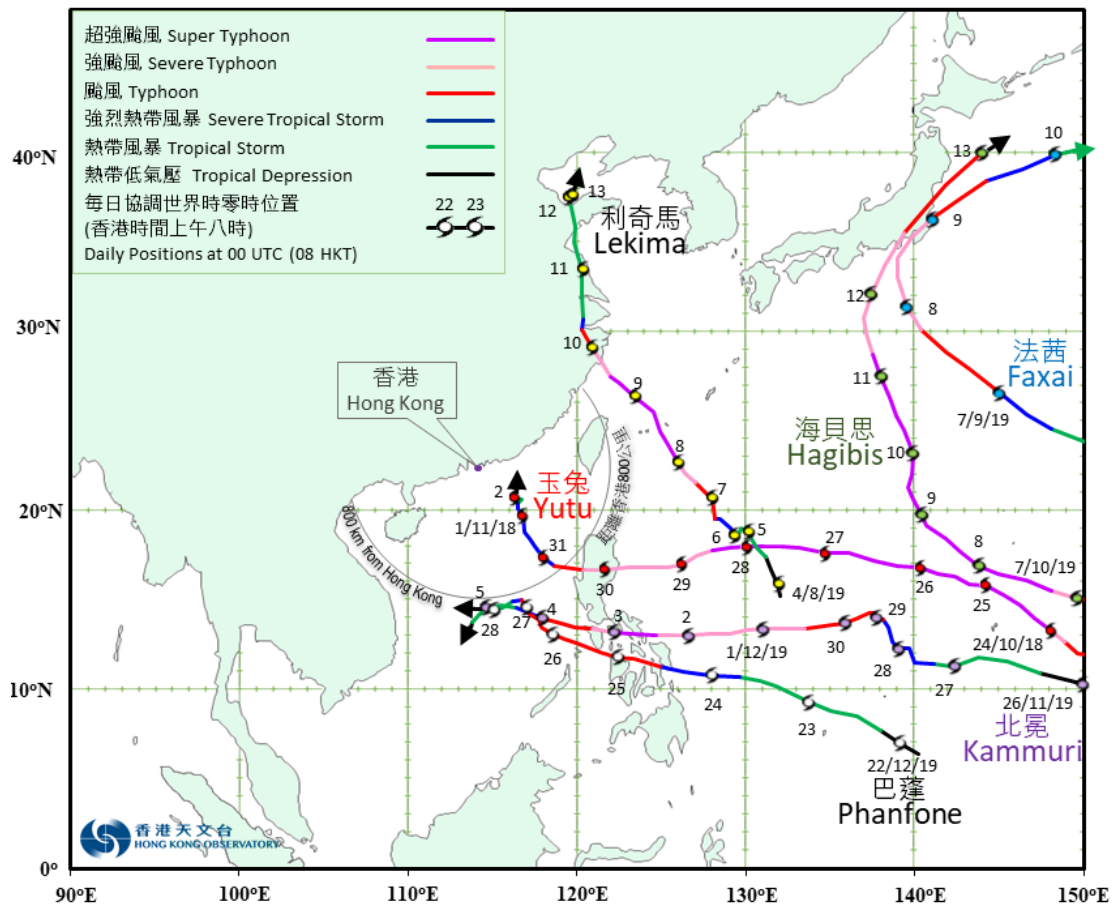 超強颱風 Super Typhoon
強颱風 Severe Typhoon
颱風 Typhoon
強烈熱帶風暴 Severe Tropical Storm
熱帶風暴 Tropical Storm
熱帶低氣壓 Tropical Depression
每日協調世界時零時位置 22 23
(香港時間上午八時)
Daily Positions at 00 UTC (08 HKT)
40°N
30°N
20°N
10°N
0°
90°E 100°E 110°E 120°E 130°E 140°E 150°E
香港
Hong Kong
距離香港800公里
800 km from Hong Kong
利奇馬
Lekima
13
12
11
10
9
8
7
6
5
4/8/19
法茜
Faxai
10
9
8
7/9/19
海貝思
Hagibis
13
12
11
10
9
8
7/10/19
玉兔
Yutu
2
1/11/18
31
30
29
28
27
26
25
24/10/18
北冕
Kammuri
5
4
3
2
1/12/19
30
29
28
27
26/11/19
巴蓬
Phanfone
28
27
26
25
24
23
22/12/19
香港天文台
HONG KONG OBSERVATORY